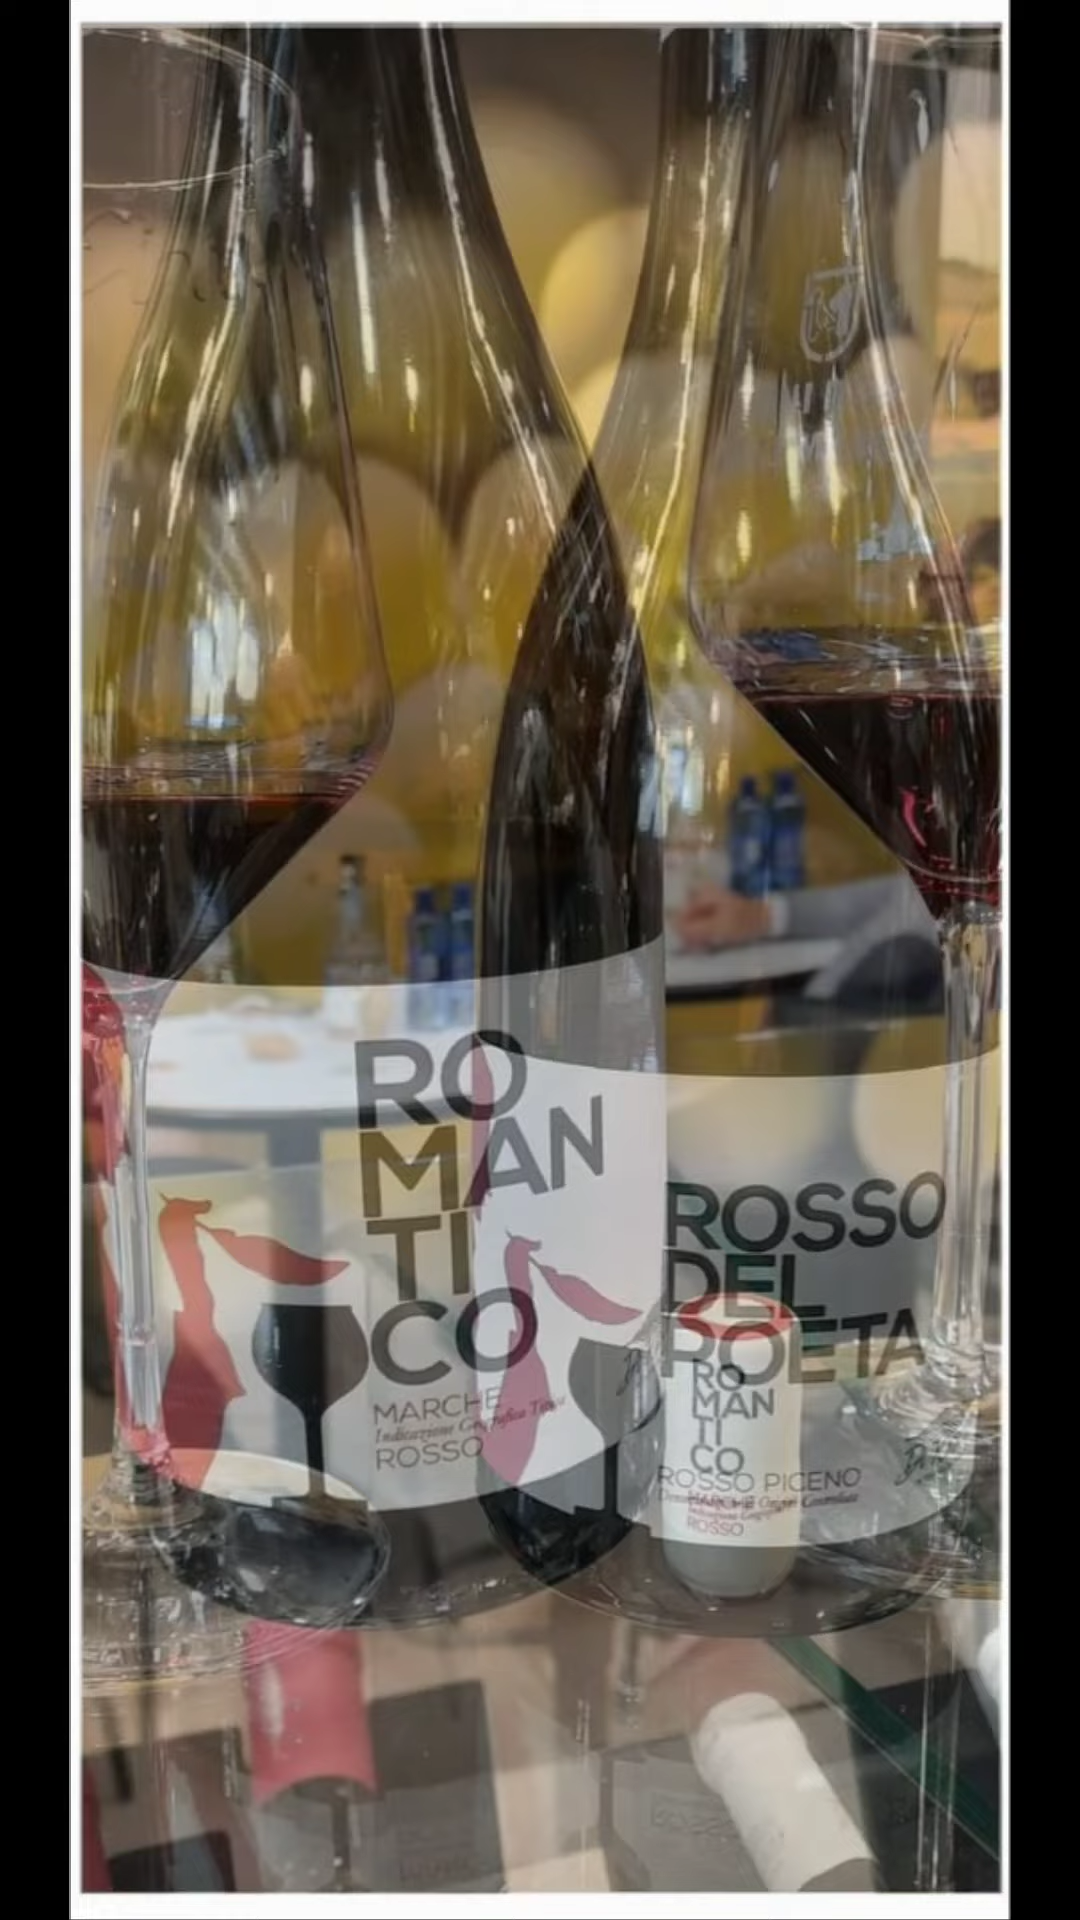 RO
MAN
TI
CO
MARCHE
Indicazione Geografica Tipica
ROSSO
ROSSO
DEL
POETA
ROSSO PICENO
RO
MAN
TI
CO
ROSSO